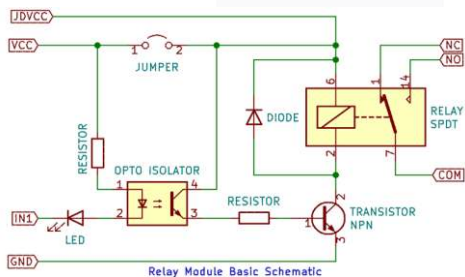 JDVCC
VCC
1 2
JUMPER
NC
NO
6
1
14
RELAY
SPDT
DIODE
RESISTOR
OPTO ISOLATOR
2
7
COM
1
4
RESISTOR
2
TRANSISTOR
NPN
IN1
2
3
1
LED
3
GND
Relay Module Basic Schematic